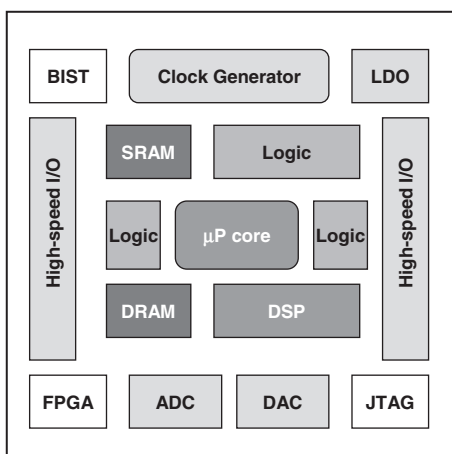 BIST
Clock Generator
LDO
High-speed I/O
SRAM
Logic
High-speed I/O
Logic
μP core
Logic
DRAM
DSP
FPGA
ADC
DAC
JTAG